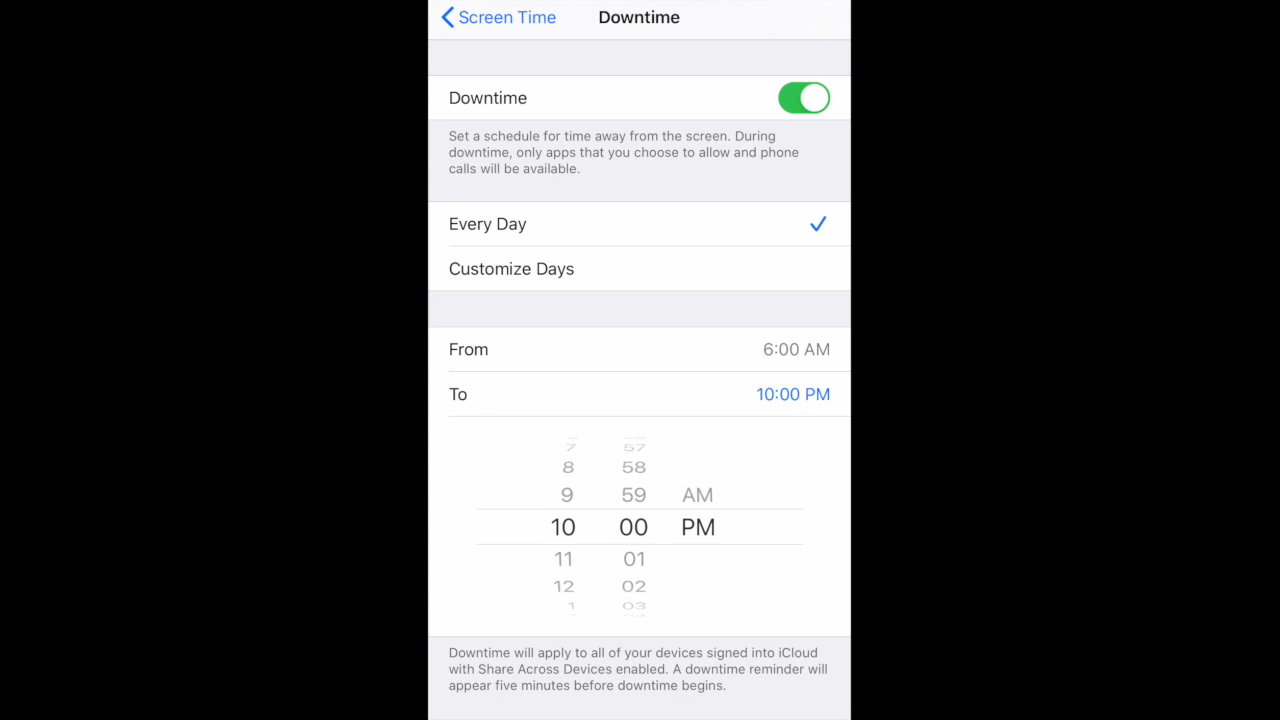 Screen Time Downtime
Downtime
Set a schedule for time away from the screen. During
downtime, only apps that you choose to allow and phone
calls will be available.
Every Day
Customize Days
From 6:00 AM
To 10:00 PM
7 57
8 58
9 59 AM
10 00 PM
11 01
12 02
1 03
Downtime will apply to all of your devices signed into iCloud
with Share Across Devices enabled. A downtime reminder will
appear five minutes before downtime begins.